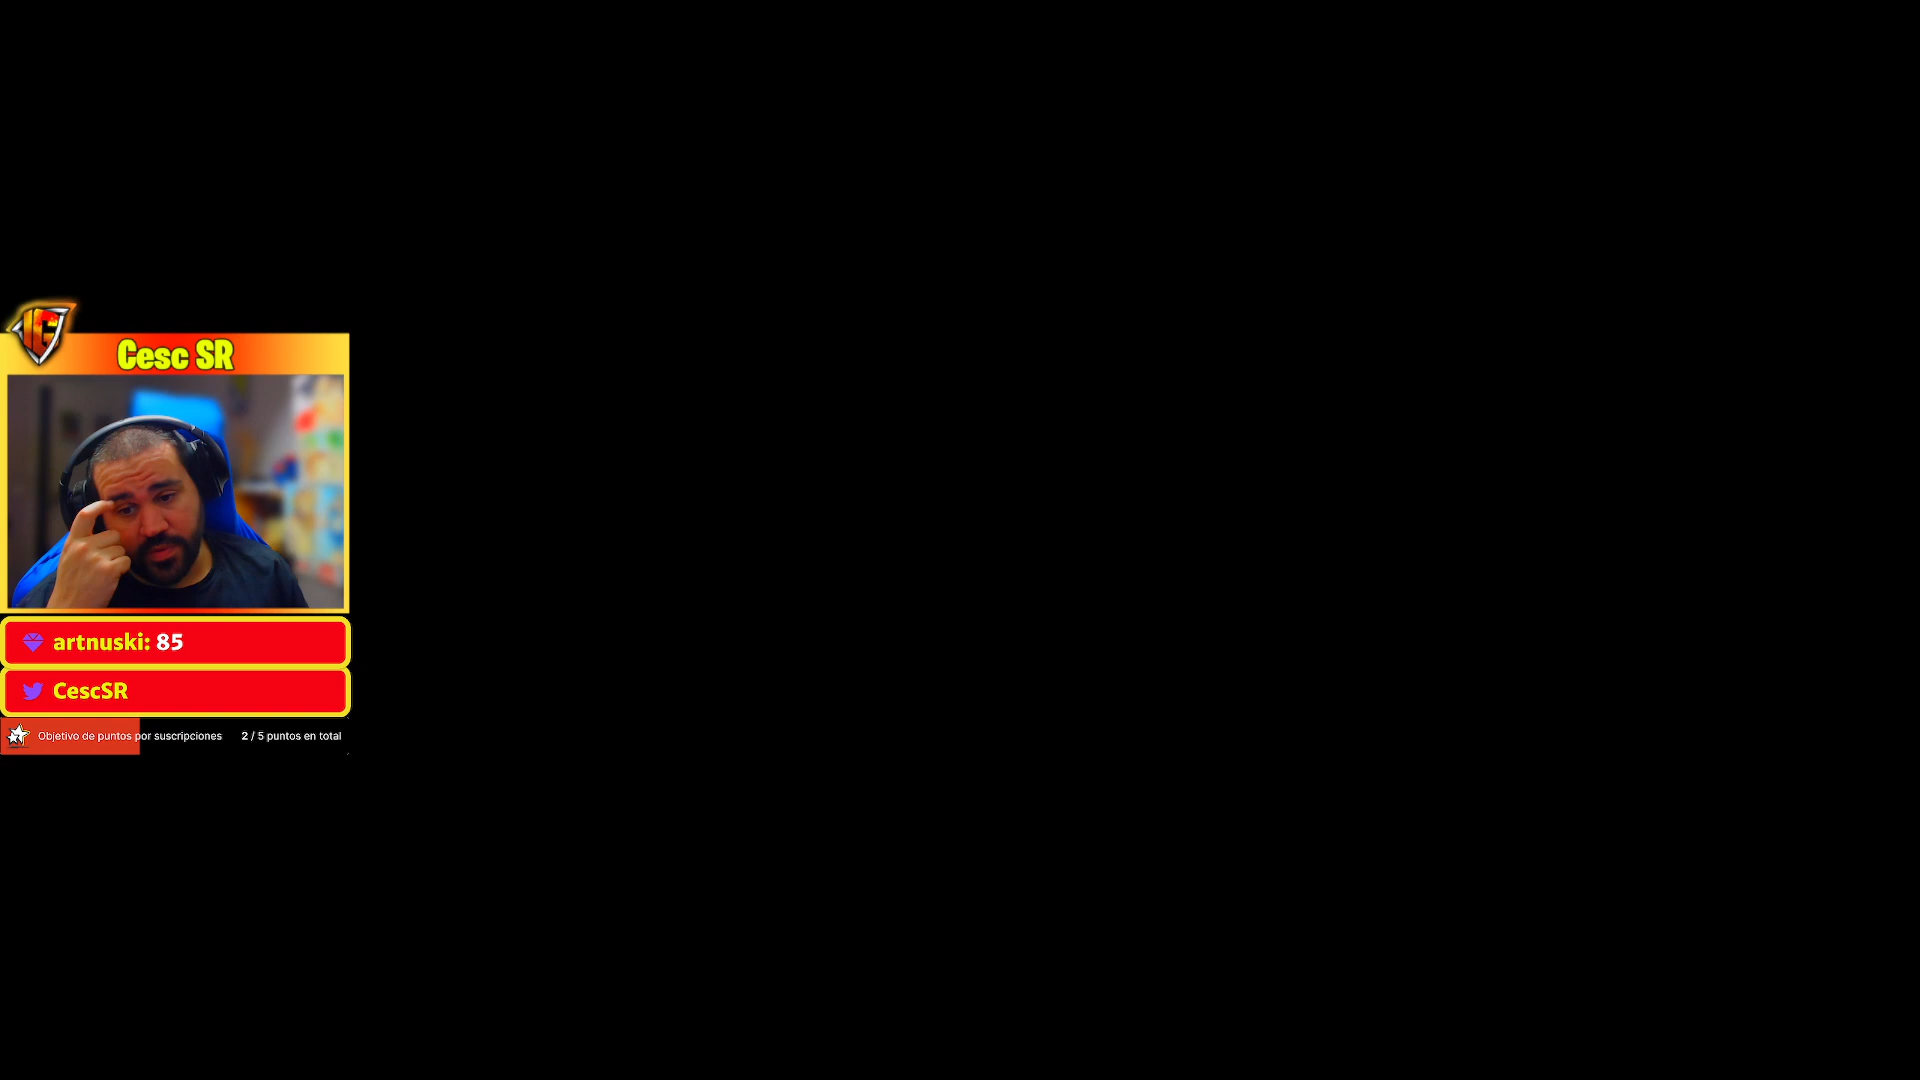 Cesc SR
artnuski: 85
CescSR
Objetivo de puntos por suscripciones 2 / 5 puntos en total